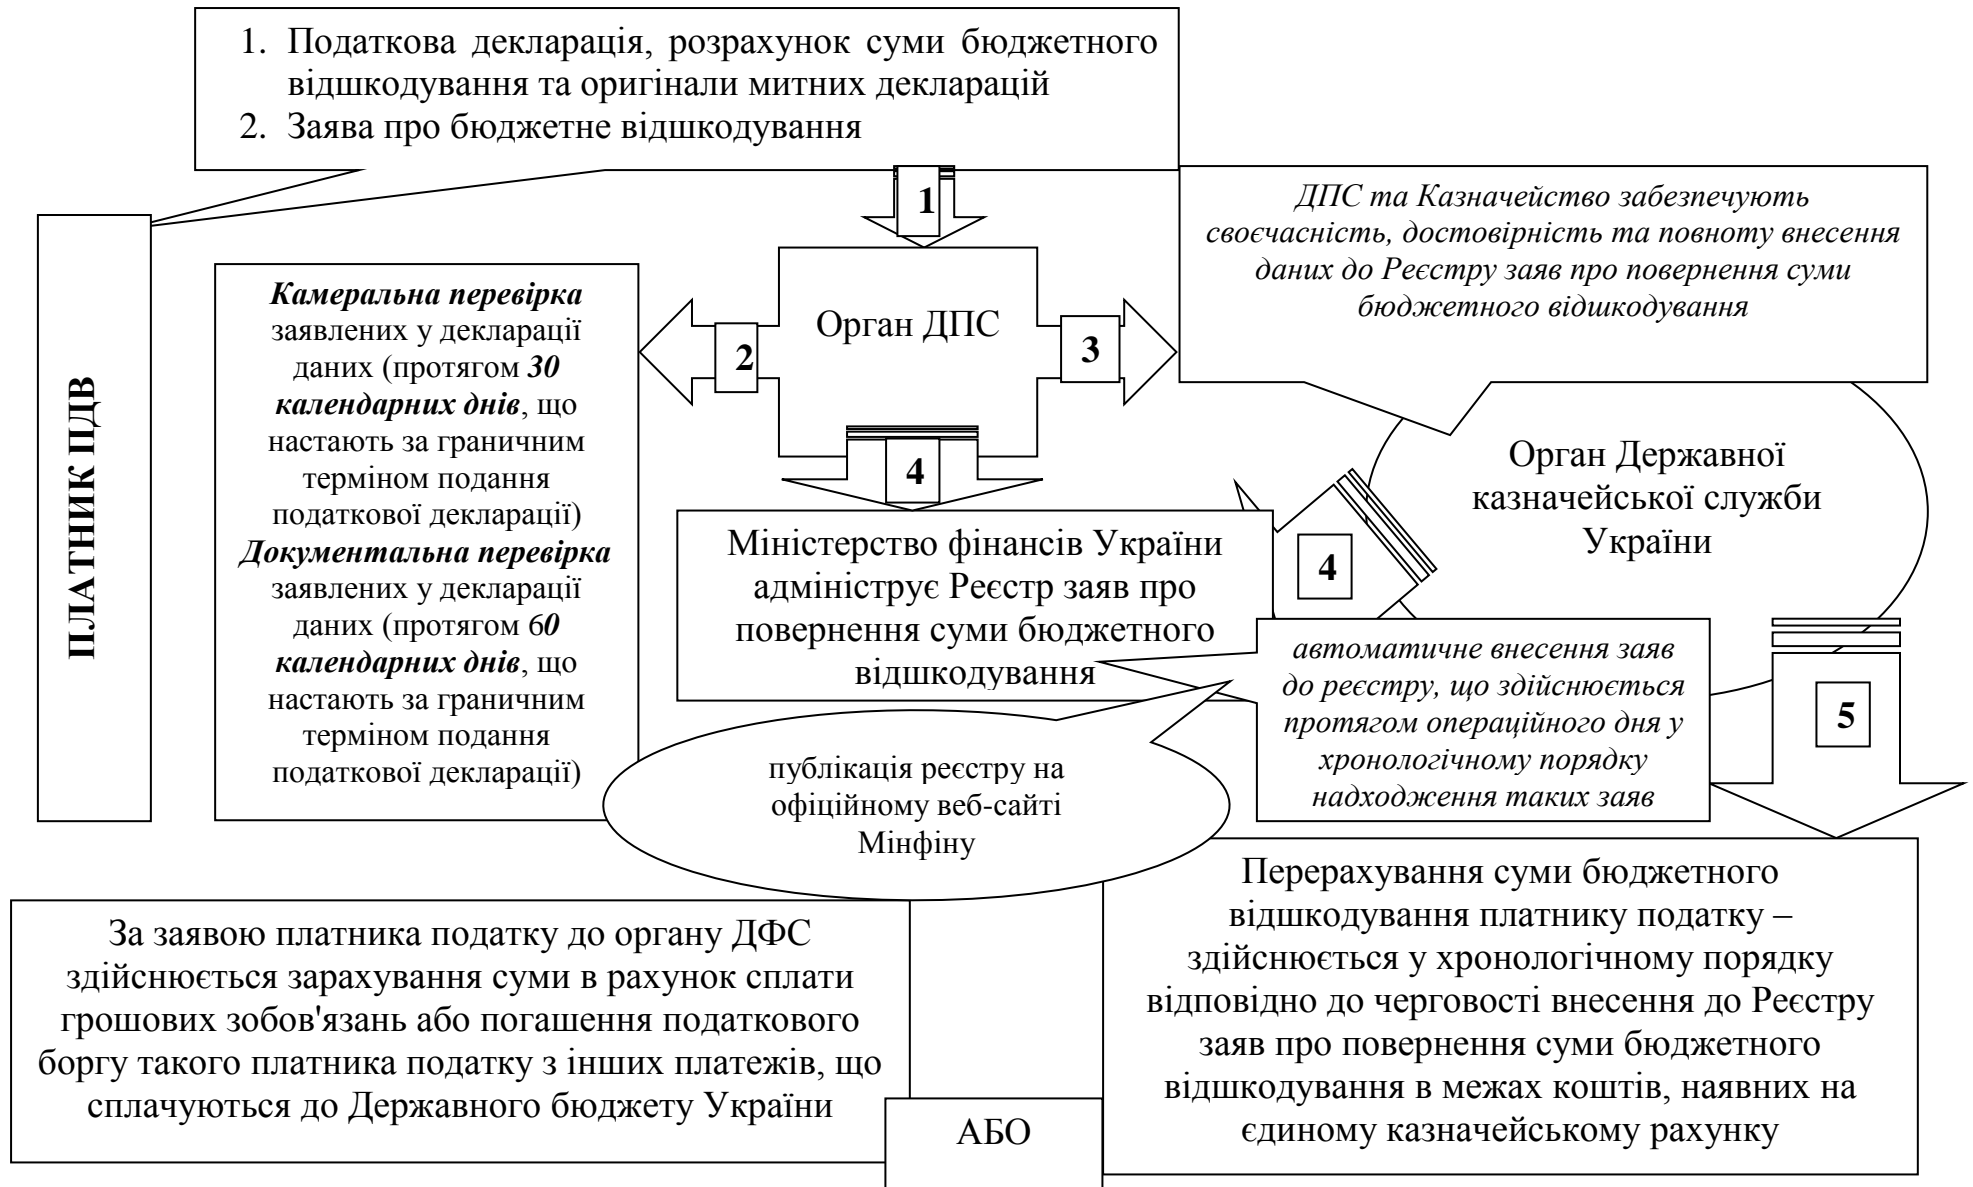 1. Податкова декларація, розрахунок суми бюджетного
відшкодування та оригінали митних декларацій
2. Заява про бюджетне відшкодування
1
ПЛАТНИК ПДВ
Камеральна перевірка
заявлених у декларації
даних (протягом 30
календарних днів, що
настають за граничним
терміном подання
податкової декларації)
Документальна перевірка
заявлених у декларації
даних (протягом 60
календарних днів, що
настають за граничним
терміном подання
податкової декларації)
2
Орган ДПС
3
4
ДПС та Казначейство забезпечують
своєчасність, достовірність та повноту внесення
даних до Реєстру заяв про повернення суми
бюджетного відшкодування
Орган Державної
казначейської служби
України
Міністерство фінансів України
адмініструє Реєстр заяв про
повернення суми бюджетного
відшкодування
4
автоматичне внесення заяв
до реєстру, що здійснюється
протягом операційного дня у
хронологічному порядку
надходження таких заяв
5
публікація реєстру на
офіційному веб-сайті
Мінфіну
За заявою платника податку до органу ДФС
здійснюється зарахування суми в рахунок сплати
грошових зобов'язань або погашення податкового
боргу такого платника податку з інших платежів, що
сплачуються до Державного бюджету України
АБО
Перерахування суми бюджетного
відшкодування платнику податку –
здійснюється у хронологічному порядку
відповідно до черговості внесення до Реєстру
заяв про повернення суми бюджетного
відшкодування в межах коштів, наявних на
єдиному казначейському рахунку